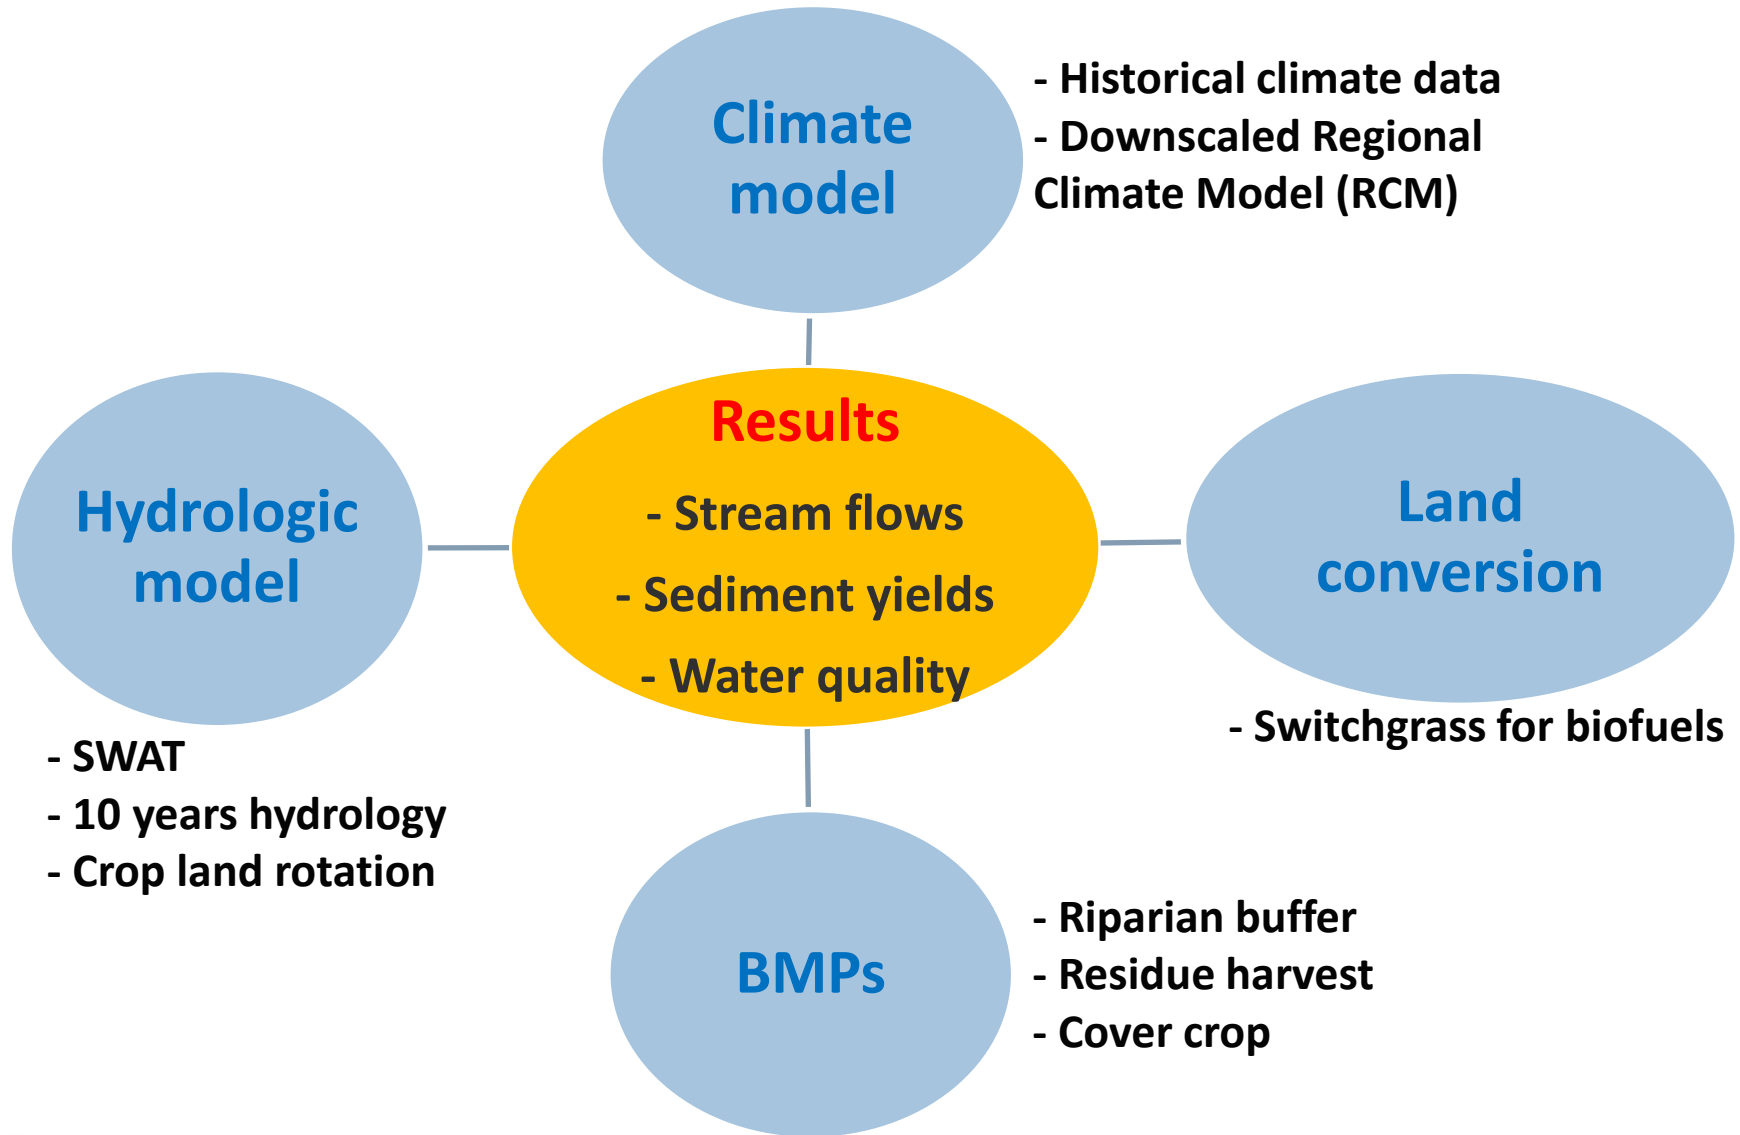 Climate
model
- Historical climate data
- Downscaled Regional
Climate Model (RCM)
Hydrologic
model
- SWAT
- 10 years hydrology
- Crop land rotation
Results
- Stream flows
- Sediment yields
- Water quality
Land
conversion
- Switchgrass for biofuels
BMPs
- Riparian buffer
- Residue harvest
- Cover crop